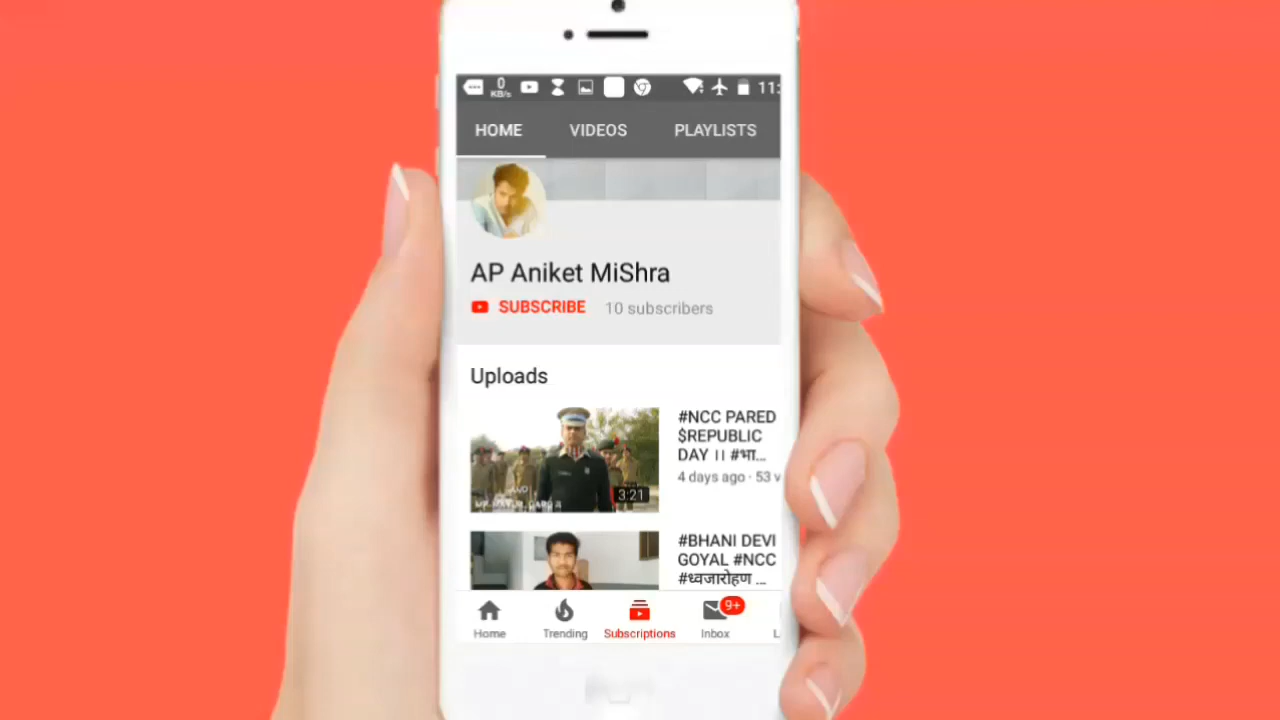 0
KB/s
11:
HOME VIDEOS PLAYLISTS
AP Aniket MiShra
SUBSCRIBE 10 subscribers
Uploads
#NCC PARED
$REPUBLIC
DAY ।। #भा...
4 days ago · 53 v
3:21
#BHANI DEVI
GOYAL #NCC
#ध्वजारोहण ...
9+
Home Trending Subscriptions Inbox L